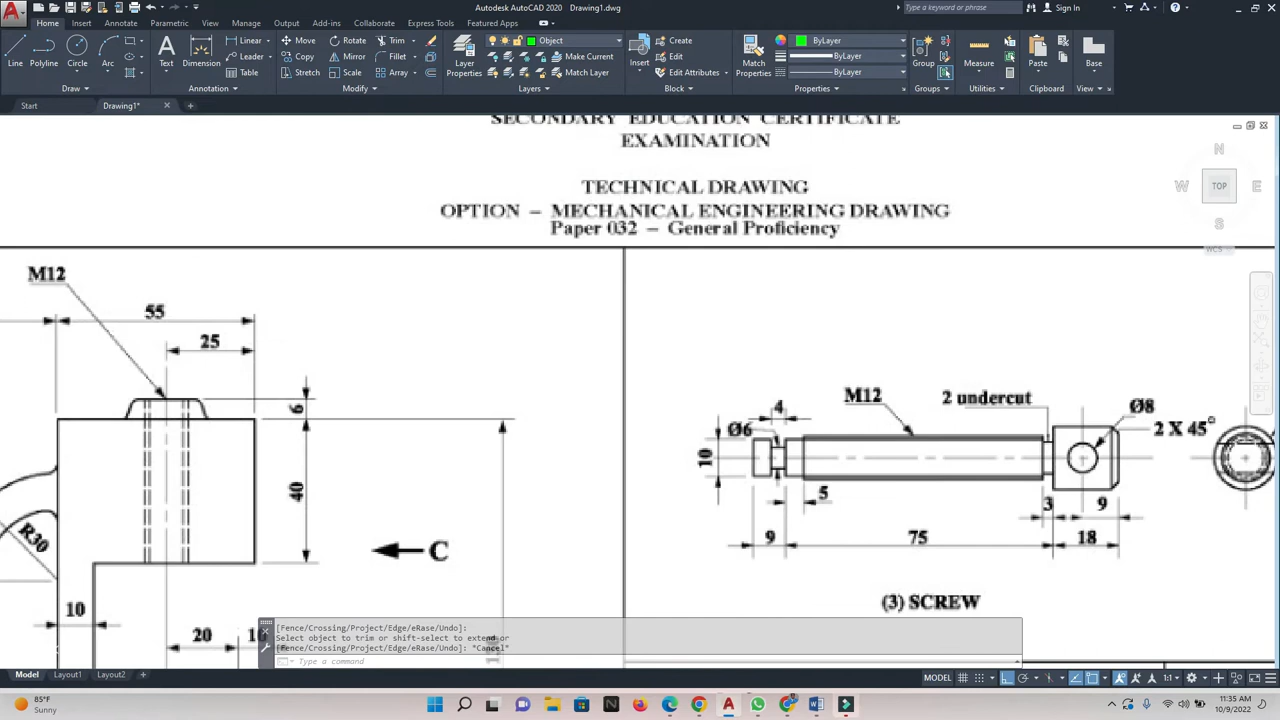 Autodesk AutoCAD 2020 Drawing1.dwg
Type a keyword or phrase
Sign In
Home Insert Annotate Parametric View Manage Output Add-ins Collaborate Express Tools Featured Apps
Line Polyline Circle Arc
Text Dimension
Linear
Leader
Table
Move Rotate Trim
Copy Mirror Fillet
Stretch Scale Array
Layer Properties
Object
Make Current
Match Layer
Insert
Create
Edit
Edit Attributes
Match Properties
ByLayer
ByLayer
ByLayer
Group
Measure
Paste
Base
Draw Modify Annotation Layers Block Properties Groups Utilities Clipboard View
Start Drawing1*
SECONDARY EDUCATION CERTIFICATE
EXAMINATION
TECHNICAL DRAWING
OPTION – MECHANICAL ENGINEERING DRAWING
Paper 032 – General Proficiency
N
W TOP E
S
WCS
M12
55
25
6
40
R30
C
10
20 10
M12
2 undercut
4
Ø6
10
5
Ø8
2 X 45°
3 9
9 75 18
(3) SCREW
[Fence/Crossing/Project/Edge/eRase/Undo]:
Select object to trim or shift-select to extend or
[Fence/Crossing/Project/Edge/eRase/Undo]: *Cancel*
Type a command
Model Layout1 Layout2
MODEL 1:1
85°F
Sunny
11:35 AM
10/9/2022